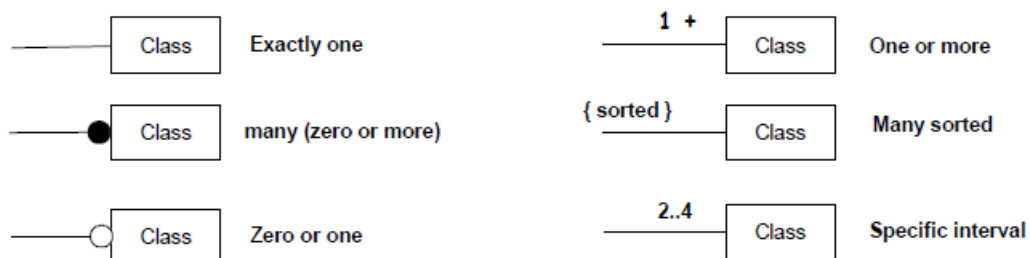 Class Exactly one
1 +
Class One or more
Class many (zero or more)
{ sorted }
Class Many sorted
Class Zero or one
2..4
Class Specific interval